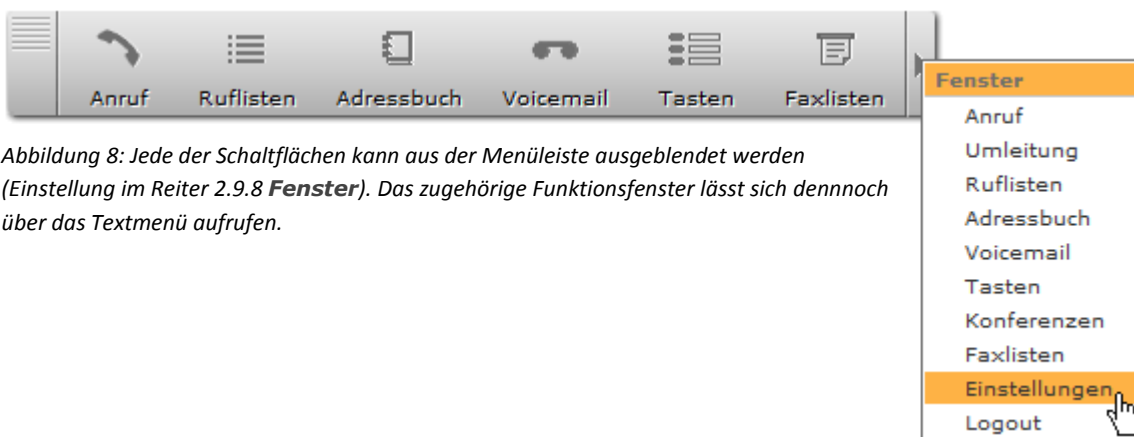 Anruf Ruflisten Adressbuch Voicemail Tasten Faxlisten
Abbildung 8: Jede der Schaltflächen kann aus der Menüleiste ausgeblendet werden
(Einstellung im Reiter 2.9.8 Fenster). Das zugehörige Funktionsfenster lässt sich dennnoch
über das Textmenü aufrufen.
Fenster
Anruf
Umleitung
Ruflisten
Adressbuch
Voicemail
Tasten
Konferenzen
Faxlisten
Einstellungen
Logout